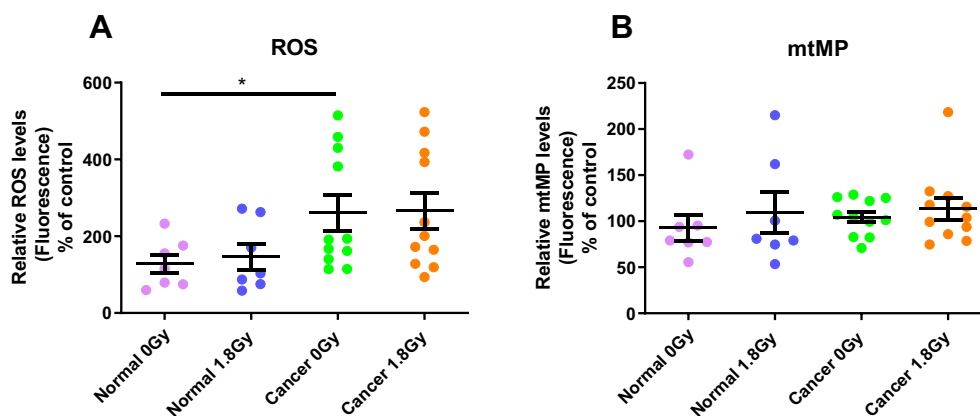 A
ROS
*
Relative ROS levels
(Fluorescence)
% of control
600
400
200
0
Normal 0Gy
Normal 1.8Gy
Cancer 0Gy
Cancer 1.8Gy
B
mtMP
Relative mtMP levels
(Fluorescence)
% of control
250
200
150
100
50
0
Normal 0Gy
Normal 1.8Gy
Cancer 0Gy
Cancer 1.8Gy